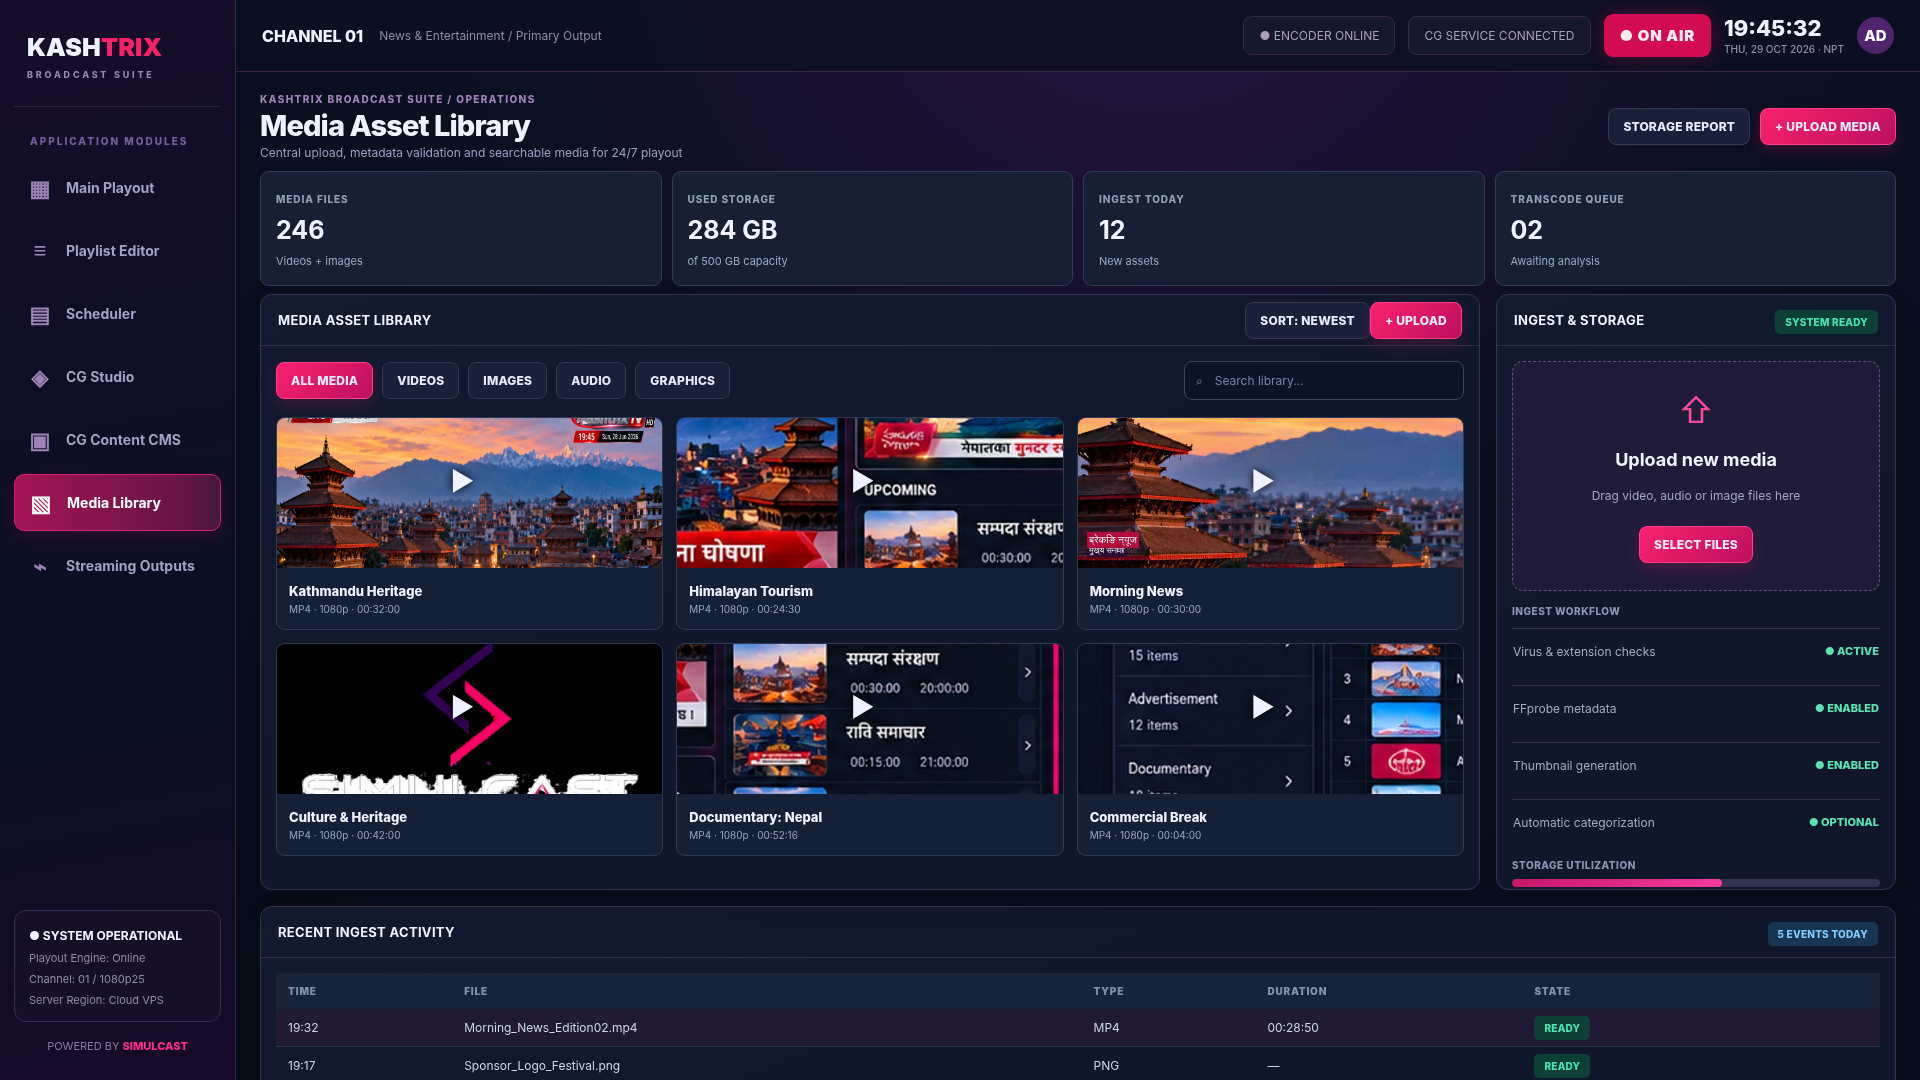 KASHTRIX
BROADCAST SUITE
APPLICATION MODULES
Main Playout
Playlist Editor
Scheduler
CG Studio
CG Content CMS
Media Library
Streaming Outputs
● SYSTEM OPERATIONAL
Playout Engine: Online
Channel: 01 / 1080p25
Server Region: Cloud VPS
POWERED BY SIMULCAST
CHANNEL 01 News & Entertainment / Primary Output
● ENCODER ONLINE
CG SERVICE CONNECTED
● ON AIR
19:45:32
THU, 29 OCT 2026 · NPT
AD
KASHTRIX BROADCAST SUITE / OPERATIONS
Media Asset Library
Central upload, metadata validation and searchable media for 24/7 playout
STORAGE REPORT
+ UPLOAD MEDIA
MEDIA FILES
246
Videos + images
USED STORAGE
284 GB
of 500 GB capacity
INGEST TODAY
12
New assets
TRANSCODE QUEUE
02
Awaiting analysis
MEDIA ASSET LIBRARY
SORT: NEWEST
+ UPLOAD
ALL MEDIA
VIDEOS
IMAGES
AUDIO
GRAPHICS
Search library...
19:45 Sun, 28 Jun 2026
HD
Kathmandu Heritage
MP4 · 1080p · 00:32:00
UPCOMING
ना घोषणा
सम्पदा संरक्षण
00:30.00
Himalayan Tourism
MP4 · 1080p · 00:24:30
ब्रेकङि न्यूज
Morning News
MP4 · 1080p · 00:30:00
SIMULCAST
Culture & Heritage
MP4 · 1080p · 00:42:00
सम्पदा संरक्षण
00:30.00 20:00:00
रावि समाचार
00:15.00 21:00:00
Documentary: Nepal
MP4 · 1080p · 00:52:16
15 items
Advertisement
12 items
Documentary
3
4
5
Commercial Break
MP4 · 1080p · 00:04:00
INGEST & STORAGE
SYSTEM READY
Upload new media
Drag video, audio or image files here
SELECT FILES
INGEST WORKFLOW
Virus & extension checks ● ACTIVE
FFprobe metadata ● ENABLED
Thumbnail generation ● ENABLED
Automatic categorization ● OPTIONAL
STORAGE UTILIZATION
RECENT INGEST ACTIVITY
5 EVENTS TODAY
TIME FILE TYPE DURATION STATE
19:32 Morning_News_Edition02.mp4 MP4 00:28:50 READY
19:17 Sponsor_Logo_Festival.png PNG — READY